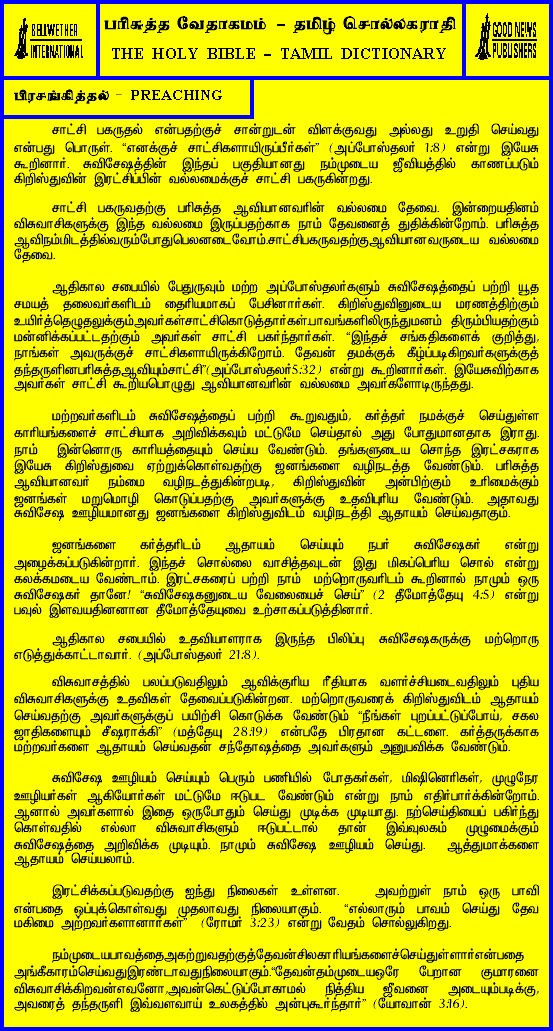 BELLWETHER INTERNATIONAL
பரிசுத்த வேதாகமம் – தமிழ் சொல்லகராதி
THE HOLY BIBLE – TAMIL DICTIONARY
GOOD NEWS PUBLISHERS
பிரசங்கித்தல் – PREACHING
சாட்சி பகருதல் என்பதற்குச் சான்றுடன் விளக்குவது அல்லது உறுதி செய்வது
என்பது பொருள். “எனக்குச் சாட்சிகளாயிருப்பீர்கள்” (அப்போஸ்தலர் 1:8) என்று இயேசு
கூறினார். சுவிசேஷத்தின் இந்தப் பகுதியானது நம்முடைய ஜீவியத்தில் காணப்படும்
கிறிஸ்துவின் இரட்சிப்பின் வல்லமைக்குச் சாட்சி பகருகின்றது.
சாட்சி பகருவதற்கு பரிசுத்த ஆவியானவரின் வல்லமை தேவை. இன்றையதினம்
விசுவாசிகளுக்கு இந்த வல்லமை இருப்பதற்காக நாம் தேவனைத் துதிக்கின்றோம். பரிசுத்த
ஆவிநம்மிடத்தில்வரும்போதுபெலனடைவோம்.சாட்சிபகருவதற்குஆவியானவருடைய வல்லமை
தேவை.
ஆதிகால சபையில் பேதுருவும் மற்ற அப்போஸ்தலர்களும் சுவிசேஷத்தைப் பற்றி யூத
சமயத் தலைவர்களிடம் தைரியமாகப் பேசினார்கள். கிறிஸ்துவினுடைய மரணத்திற்கும்
உயிர்த்தெழுதலுக்கும்அவர்கள்சாட்சிகொடுத்தார்கள்.பாவங்களிலிருந்துமனம் திரும்பியதற்கும்
மன்னிக்கப்பட்டதற்கும் அவர்கள் சாட்சி பகர்ந்தார்கள். “இந்தச் சங்கதிகளைக் குறித்து,
நாங்கள் அவருக்குச் சாட்சிகளாயிருக்கிறோம். தேவன் தமக்குக் கீழ்ப்படிகிறவர்களுக்குத்
தந்தருளினபரிசுத்தஆவியும்சாட்சி”(அப்போஸ்தலர்5:32) என்று கூறினார்கள். இயேசுவிற்காக
அவர்கள் சாட்சி கூறியபொழுது ஆவியானவரின் வல்லமை அவர்களோடிருந்தது.
மற்றவர்களிடம் சுவிசேஷத்தைப் பற்றி கூறுவதும், கர்த்தர் நமக்குச் செய்துள்ள
காரியங்களைச் சாட்சியாக அறிவிக்கவும் மட்டுமே செய்தால் அது போதுமானதாக இராது.
நாம் இன்னொரு காரியத்தையும் செய்ய வேண்டும். தங்களுடைய சொந்த இரட்சகராக
இயேசு கிறிஸ்துவை ஏற்றுக்கொள்வதற்கு ஜனங்களை வழிநடத்த வேண்டும். பரிசுத்த
ஆவியானவர் நம்மை வழிநடத்துகின்றபடி, கிறிஸ்துவின் அன்பிற்கும் உரிமைக்கும்
ஜனங்கள் மறுமொழி கொடுப்பதற்கு அவர்களுக்கு உதவிபுரிய வேண்டும். அதாவது
சுவிசேஷ ஊழியமானது ஜனங்களை கிறிஸ்துவிடம் வழிநடத்தி ஆதாயம் செய்வதாகும்.
ஜனங்களை கர்த்தரிடம் ஆதாயம் செய்யும் நபர் சுவிசேஷகர் என்று
அழைக்கப்படுகின்றார். இந்தச் சொல்லை வாசித்தவுடன் இது மிகப்பெரிய சொல் என்று
கலக்கமடைய வேண்டாம். இரட்சகரைப் பற்றி நாம் மற்றொருவரிடம் கூறினால் நாமும் ஒரு
சுவிசேஷகர் தானே! “சுவிசேஷகனுடைய வேலையைச் செய்” (2 தீமோத்தேயு 4:5) என்று
பவுல் இளவயதினனான தீமோத்தேயுவை உற்சாகப்படுத்தினார்.
ஆதிகால சபையில் உதவியாளராக இருந்த பிலிப்பு சுவிசேஷகருக்கு மற்றொரு
எடுத்துக்காட்டாவார். (அப்போஸ்தலர் 21:8).
விசுவாசத்தில் பலப்படுவதிலும் ஆவிக்குரிய ரீதியாக வளர்ச்சியடைவதிலும் புதிய
விசுவாசிகளுக்கு உதவிகள் தேவைப்படுகின்றன. மற்றொருவரைக் கிறிஸ்துவிடம் ஆதாயம்
செய்வதற்கு அவர்களுக்குப் பயிற்சி கொடுக்க வேண்டும் “நீங்கள் புறப்பட்டுப்போய், சகல
ஜாதிகளையும் சீஷராக்கி” (மத்தேயு 28:19) என்பதே பிரதான கட்டளை. கர்த்தருக்காக
மற்றவர்களை ஆதாயம் செய்வதன் சந்தோஷத்தை அவர்களும் அனுபவிக்க வேண்டும்.
சுவிசேஷ ஊழியம் செய்யும் பெரும் பணியில் போதகர்கள், மிஷினெரிகள், முழுநேர
ஊழியர்கள் ஆகியோர்கள் மட்டுமே ஈடுபட வேண்டும் என்று நாம் எதிர்பார்க்கின்றோம்.
ஆனால் அவர்களால் இதை ஒருபோதும் செய்து முடிக்க முடியாது. நற்செய்தியைப் பகிர்ந்து
கொள்வதில் எல்லா விசுவாசிகளும் ஈடுபட்டால் தான் இவ்வுலகம் முழுமைக்கும்
சுவிசேஷத்தை அறிவிக்க முடியும். நாமும் சுவிசேஷ ஊழியம் செய்து. ஆத்துமாக்களை
ஆதாயம் செய்யலாம்.
இரட்சிக்கப்படுவதற்கு ஐந்து நிலைகள் உள்ளன. அவற்றுள் நாம் ஒரு பாவி
என்பதை ஒப்புக்கொள்வது முதலாவது நிலையாகும். “எல்லாரும் பாவம் செய்து தேவ
மகிமை அற்றவர்களானார்கள்” (ரோமர் 3:23) என்று வேதம் சொல்லுகிறது.
நம்முடையபாவத்தைஅகற்றுவதற்குத்தேவன்சிலகாரியங்களைச்செய்துள்ளார்என்பதை
அங்கீகாரம்செய்வதுஇரண்டாவதுநிலையாகும்.“தேவன்தம்முடையஒரே பேறான குமாரனை
விசுவாசிக்கிறவன்எவனோ,அவன்கெட்டுப்போகாமல் நித்திய ஜீவனை அடையும்படிக்கு,
அவரைத் தந்தருளி இவ்வளவாய் உலகத்தில் அன்புகூர்ந்தார்” (யோவான் 3:16).